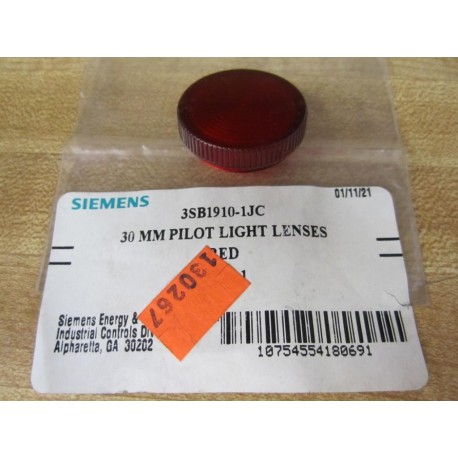 SIEMENS
01/11/21
3SB1910-1JC
30 MM PILOT LIGHT LENSES
RED
1
130267
Siemens Energy &
Industrial Controls Di
Alpharetta, GA 30202
10754554180691